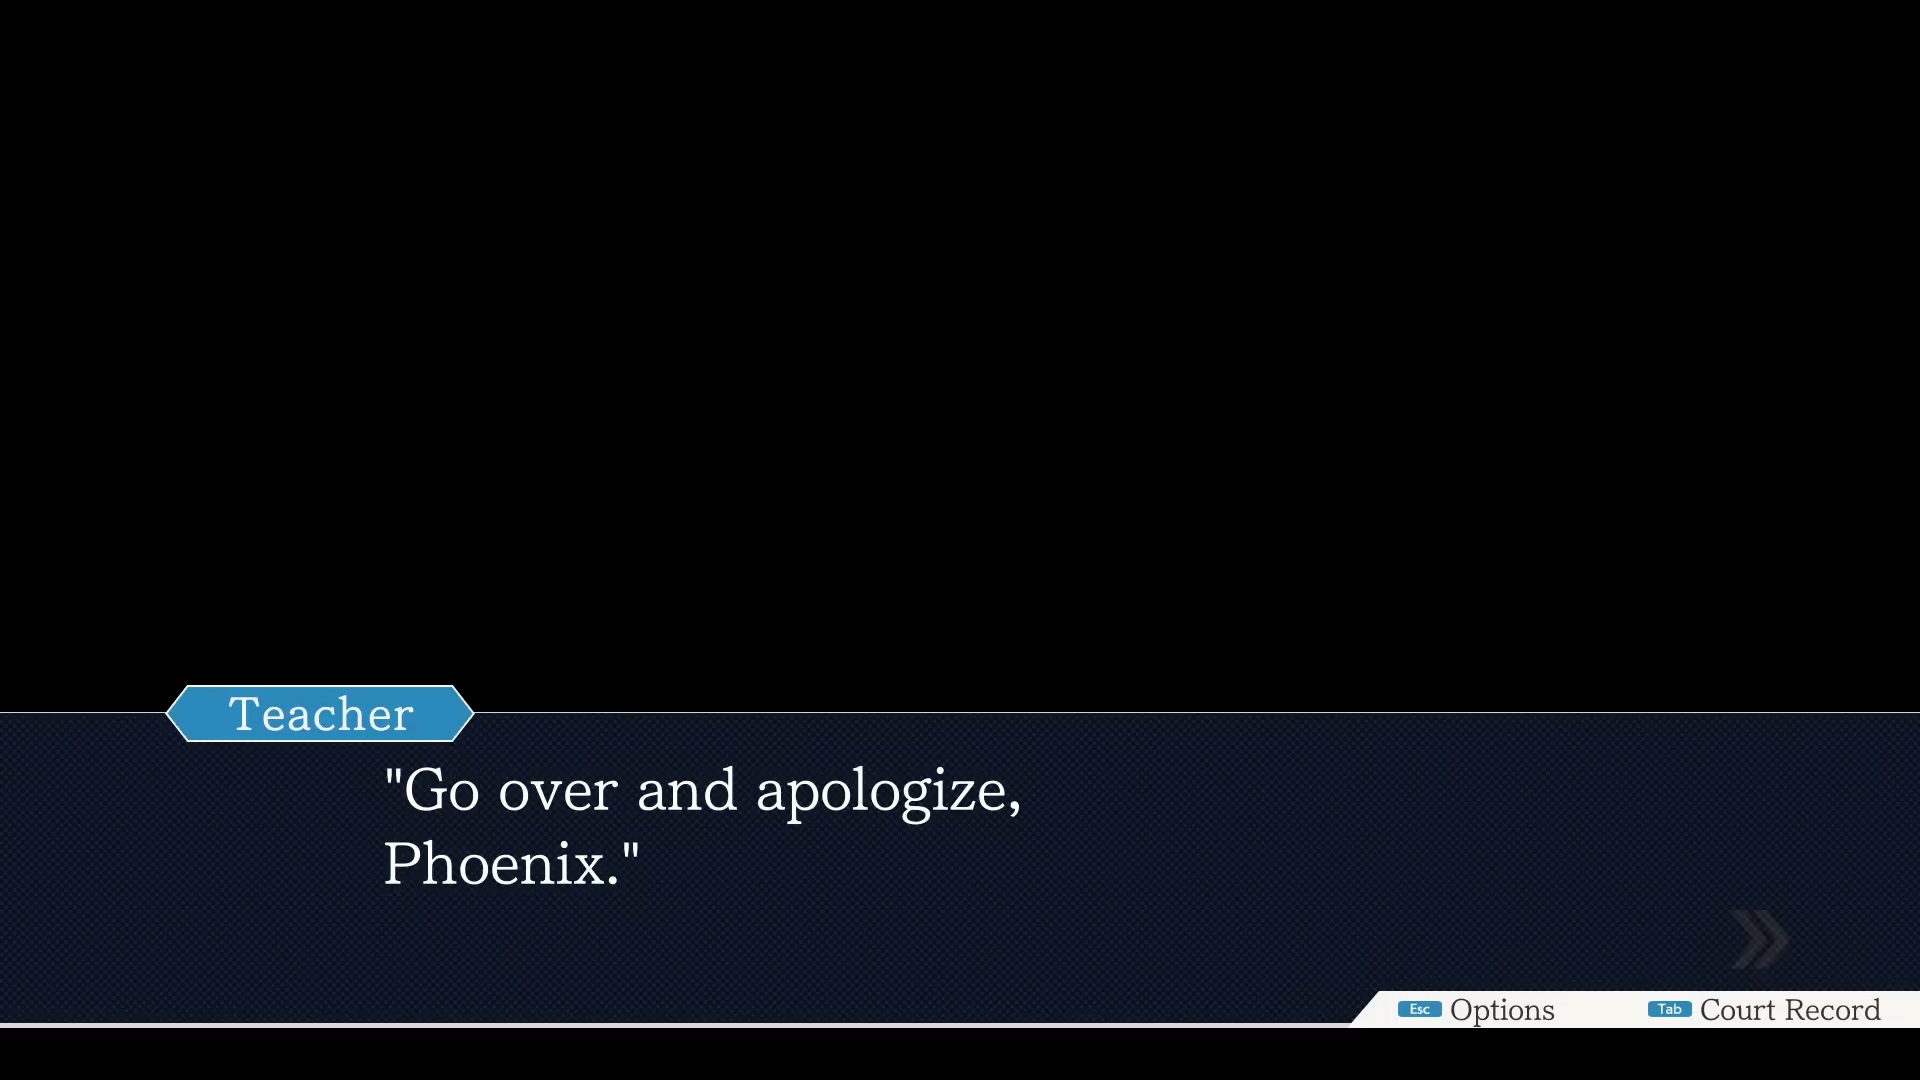 Teacher
"Go over and apologize,
Phoenix."
Esc Options Tab Court Record